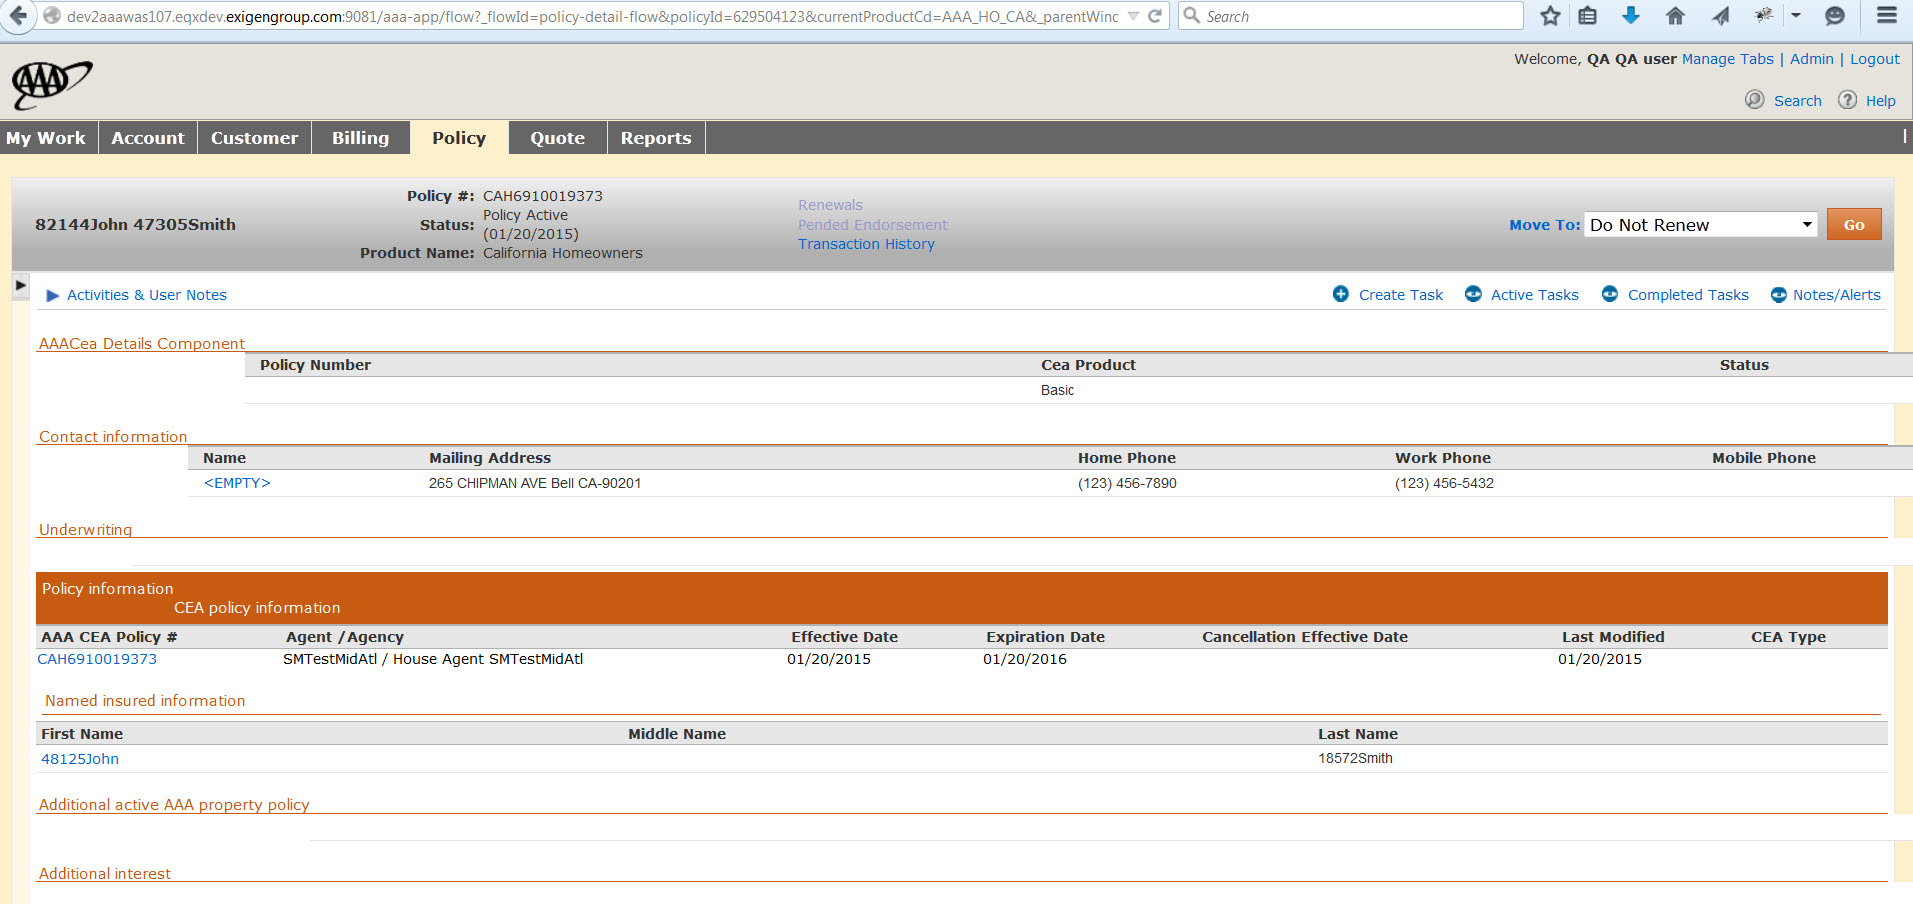 dev2aaawas107.eqxdev.exigengroup.com:9081/aaa-app/flow?_flowId=policy-detail-flow&policyId=629504123&currentProductCd=AAA_HO_CA&_parentWinc Search
Welcome, QA QA user Manage Tabs | Admin | Logout
AAA
Search Help
My Work Account Customer Billing Policy Quote Reports
82144John 47305Smith
Policy #: CAH6910019373
Status: Policy Active (01/20/2015)
Product Name: California Homeowners
Renewals
Pended Endorsement
Transaction History
Move To: Do Not Renew Go
Activities & User Notes Create Task Active Tasks Completed Tasks Notes/Alerts
AAACea Details Component
Policy Number Cea Product Status
Basic
Contact information
Name Mailing Address Home Phone Work Phone Mobile Phone
<EMPTY> 265 CHIPMAN AVE Bell CA-90201 (123) 456-7890 (123) 456-5432
Underwriting
Policy information
CEA policy information
AAA CEA Policy # Agent /Agency Effective Date Expiration Date Cancellation Effective Date Last Modified CEA Type
CAH6910019373 SMTestMidAtl / House Agent SMTestMidAtl 01/20/2015 01/20/2016 01/20/2015
Named insured information
First Name Middle Name Last Name
48125John 18572Smith
Additional active AAA property policy
Additional interest